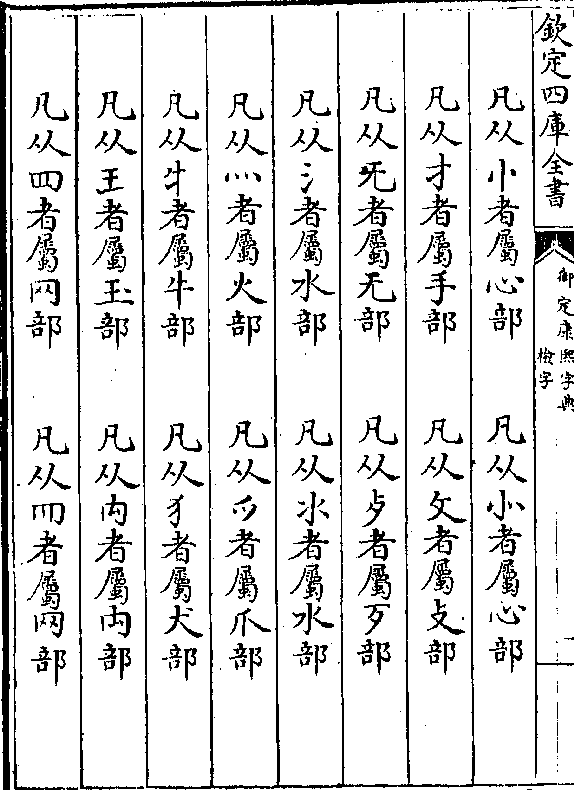 欽定四庫全書
御定康熙字典
檢字
凡从忄者屬心部　凡从㣺者屬心部
凡从扌者屬手部　凡从攵者屬攴部
凡从旡者屬无部　凡从歺者屬歹部
凡从氵者屬水部　凡从氺者屬水部
凡从灬者屬火部　凡从爫者屬爪部
凡从牜者屬牛部　凡从犭者屬犬部
凡从王者屬玉部　凡从禸者屬禸部
凡从四者屬网部　凡从罒者屬网部